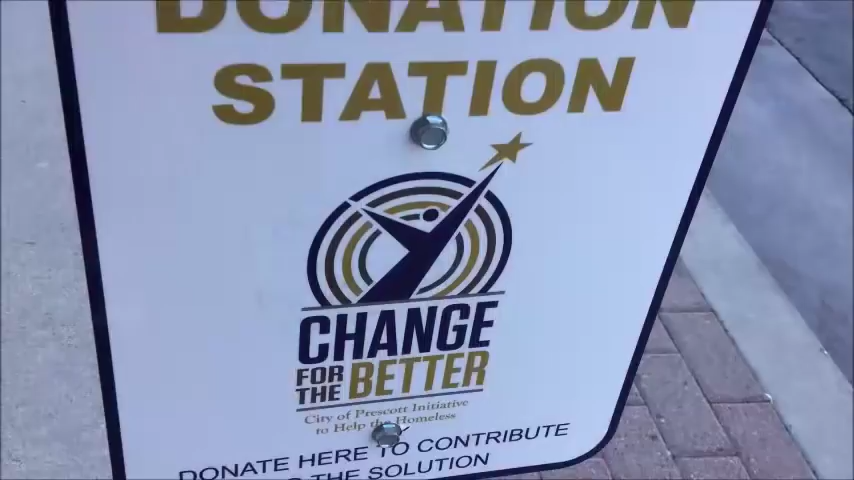 DONATION
STATION
CHANGE
FOR THE BETTER
City of Prescott Initiative
to Help the Homeless
DONATE HERE TO CONTRIBUTE
THE SOLUTION